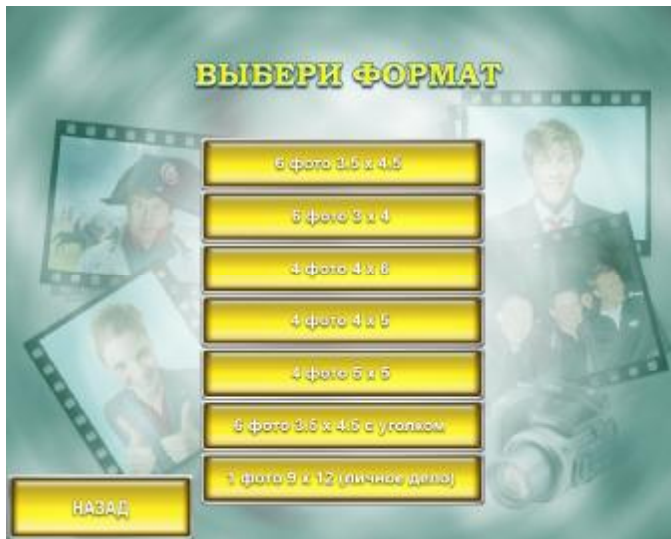 ВЫБЕРИ ФОРМАТ
6 фото 3.5 x 4.5
6 фото 3 x 4
4 фото 4 x 6
4 фото 4 x 5
4 фото 5 x 5
6 фото 3.5 x 4.5 с уголком
1 фото 9 x 12 (личное дело)
НАЗАД